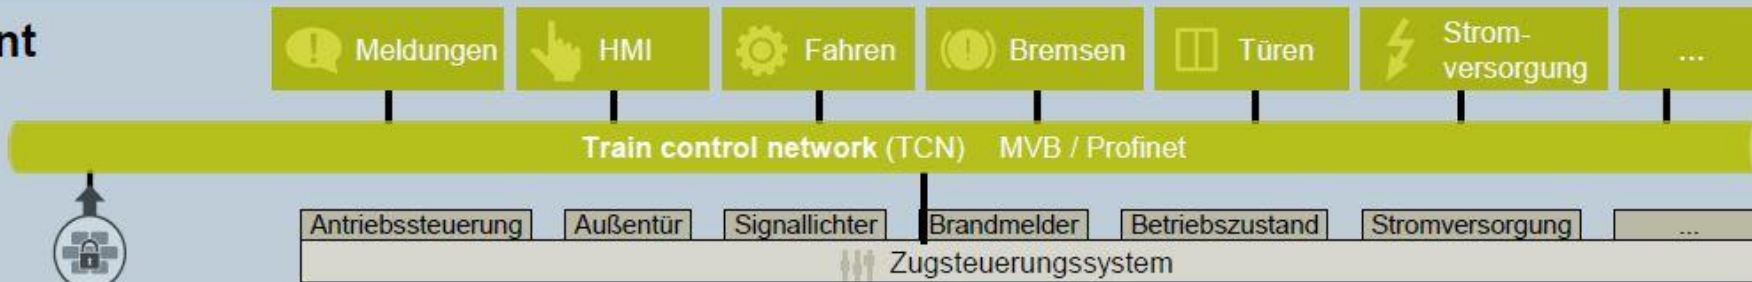 nt
Meldungen
HMI
Fahren
Bremsen
Türen
Strom-
versorgung
...
Train control network (TCN) MVB / Profinet
Antriebssteuerung
Außentür
Signallichter
Brandmelder
Betriebszustand
Stromversorgung
...
Zugsteuerungssystem